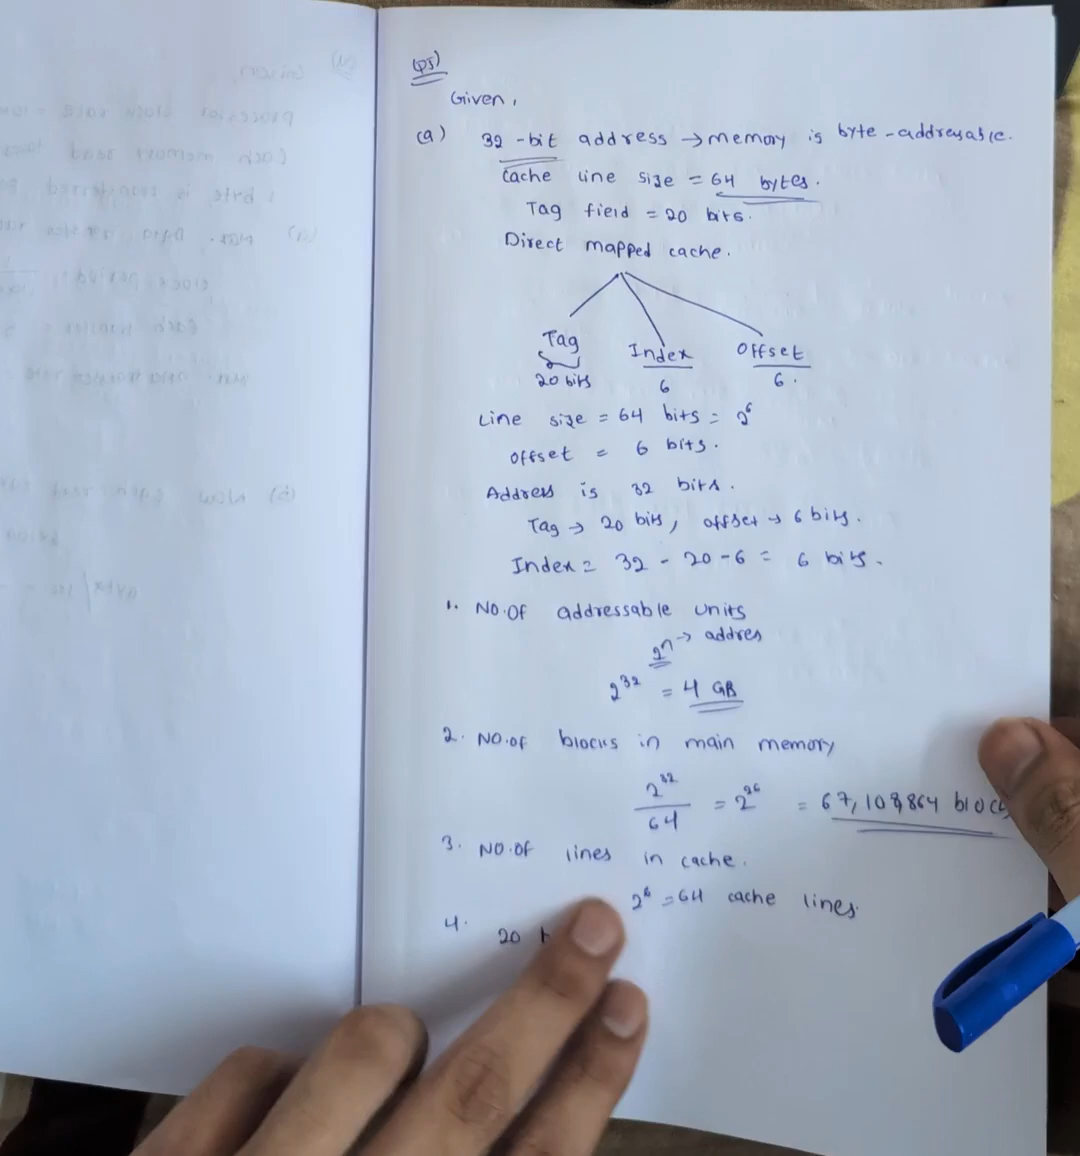 Q5)
Given,
(a) 32-bit address → memory is byte-addressable.
Cache line size = 64 bytes.
Tag field = 20 bits.
Direct mapped cache.
Tag Index Offset
20 bits 6 6.
Line size = 64 bits = 2^6
Offset = 6 bits.
Address is 32 bits.
Tag → 20 bits, offset → 6 bits.
Index = 32 - 20 - 6 = 6 bits.
1. No. of addressable units
2^n → addres
2^32 = 4 GB
2. No. of blocks in main memory
2^32 / 64 = 2^26 = 67,108,864 block
3. No. of lines in cache.
2^6 = 64 cache lines.
4. 20